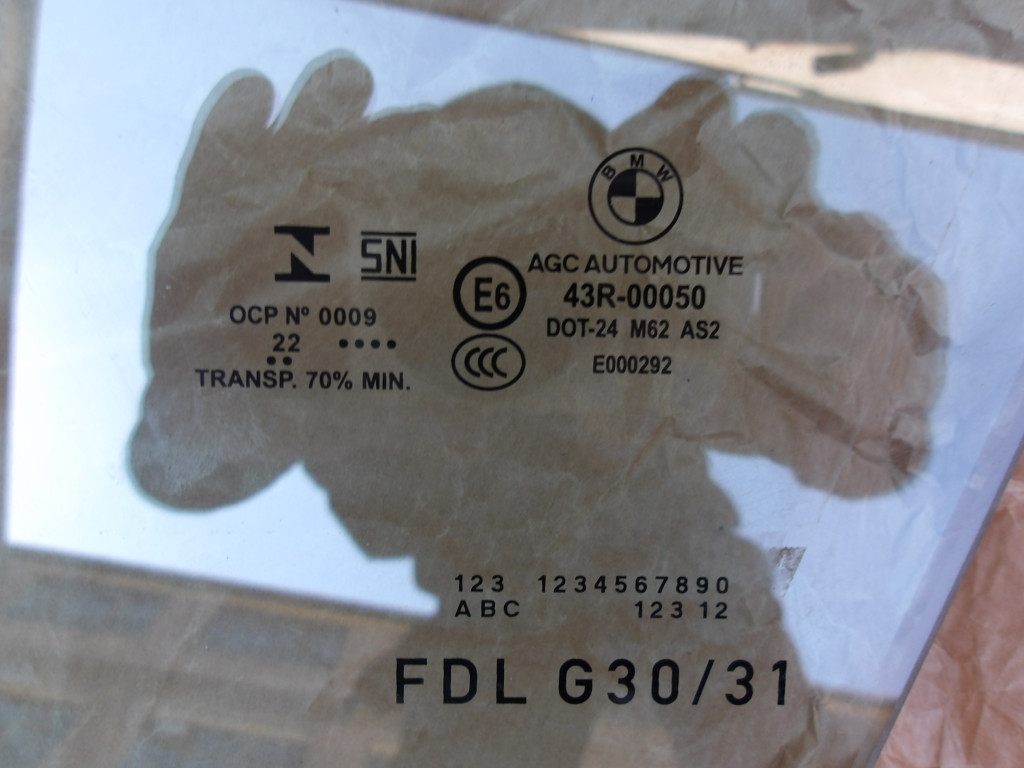 BMW
SNI
AGC AUTOMOTIVE
E6
43R-00050
OCP Nº 0009
DOT-24 M62 AS2
22 ••••
••
CCC
E000292
TRANSP. 70% MIN.
123 1234567890
ABC 123 12
FDL G30/31